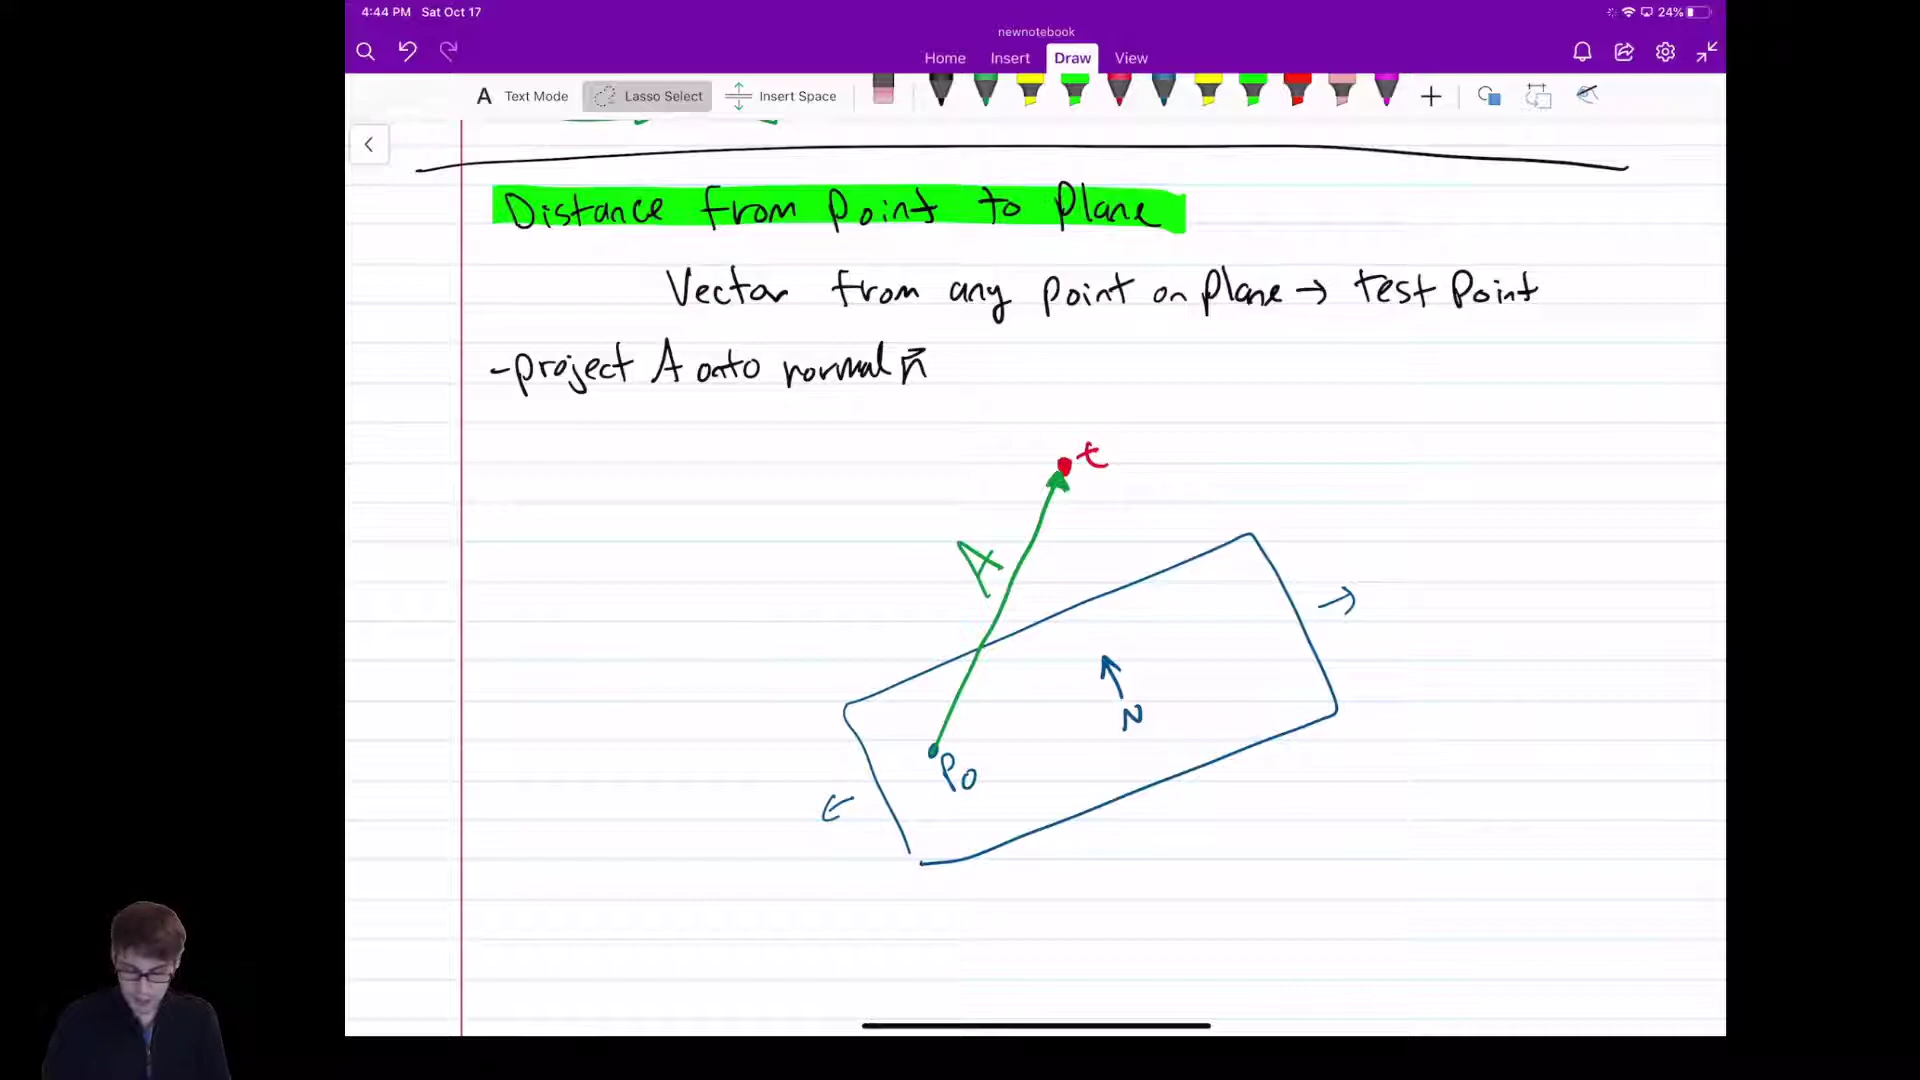 4:44 PM Sat Oct 17
24%
newnotebook
Home Insert Draw View
A Text Mode Lasso Select Insert Space
Distance from Point to Plane
Vector from any point on plane → test Point
-project A onto normal n⃗
t
A
→
N
P0
←